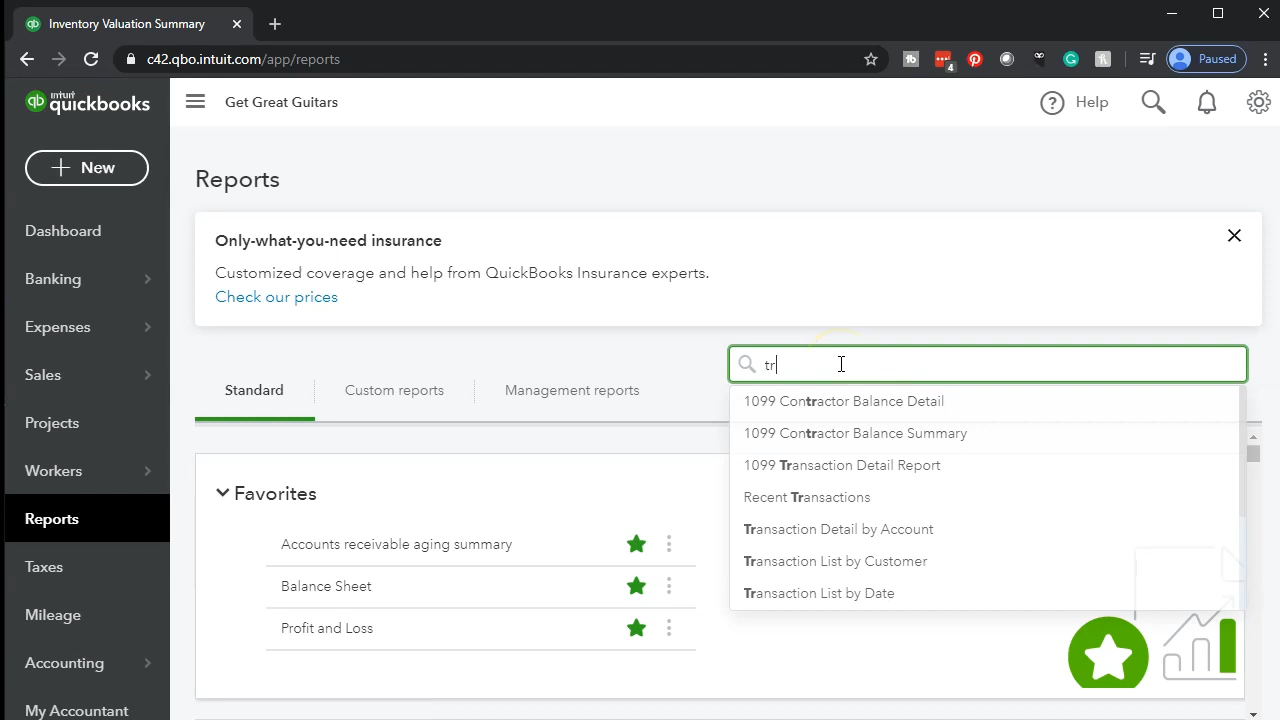 Inventory Valuation Summary
c42.qbo.intuit.com/app/reports
4
Paused
intuit quickbooks
Get Great Guitars
Help
New
Dashboard
Banking
Expenses
Sales
Projects
Workers
Reports
Taxes
Mileage
Accounting
My Accountant
Reports
Only-what-you-need insurance
Customized coverage and help from QuickBooks Insurance experts.
Check our prices
Standard
Custom reports
Management reports
tr
1099 Contractor Balance Detail
1099 Contractor Balance Summary
1099 Transaction Detail Report
Recent Transactions
Transaction Detail by Account
Transaction List by Customer
Transaction List by Date
Favorites
Accounts receivable aging summary
Balance Sheet
Profit and Loss